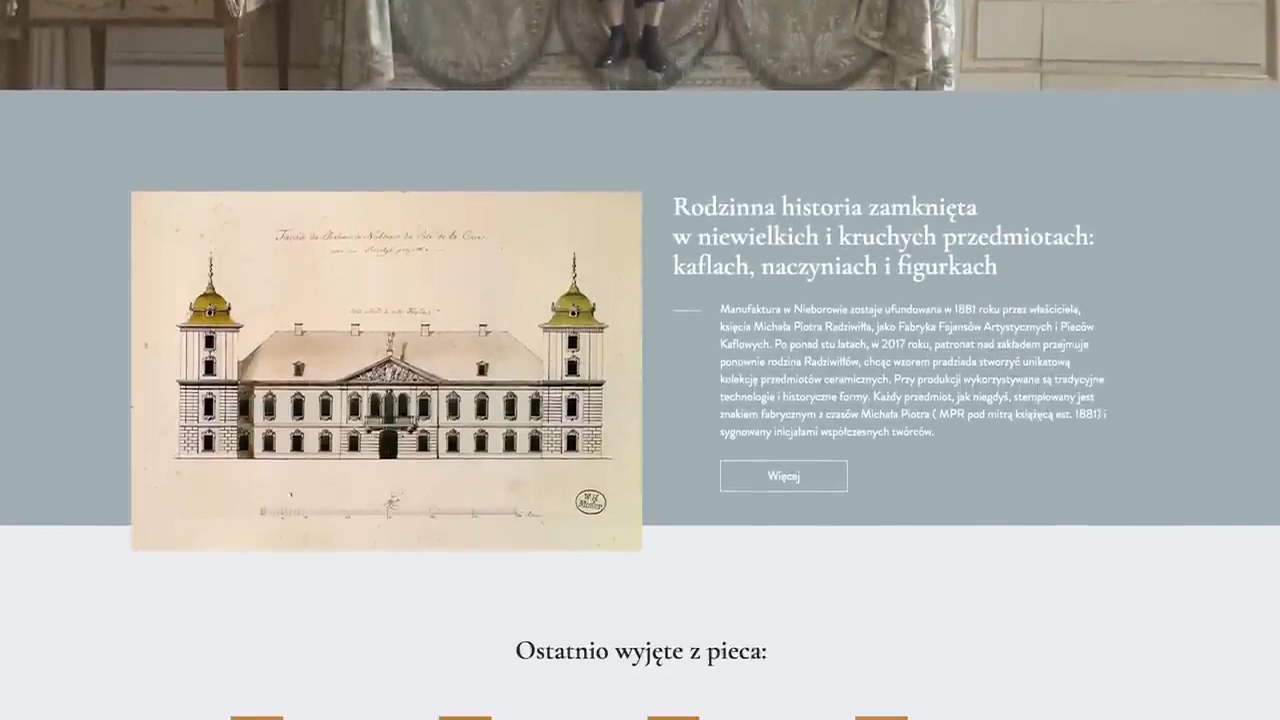 Rodzinna historia zamknięta
w niewielkich i kruchych przedmiotach:
kaflach, naczyniach i figurkach
Manufaktura w Nieborowie zostaje ufundowana w 1881 roku przez właściciela,
księcia Michała Piotra Radziwiłła, jako Fabryka Fajansów Artystycznych i Pieców
Kaflowych. Po ponad stu latach, w 2017 roku, patronat nad zakładem przejmuje
ponownie rodzina Radziwiłłów, chcąc wzorem pradziada stworzyć unikatową
kolekcję przedmiotów ceramicznych. Przy produkcji wykorzystywane są tradycyjne
technologie i historyczne formy. Każdy przedmiot, jak niegdyś, stemplowany jest
znakiem fabrycznym z czasów Michała Piotra ( MPR pod mitrą książęcą est. 1881) i
sygnowany inicjałami współczesnych twórców.
Więcej
Ostatnio wyjęte z pieca: